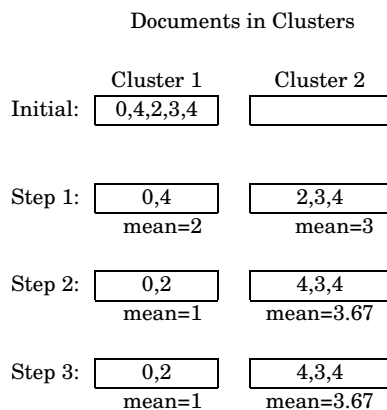 Documents in Clusters
Cluster 1 Cluster 2
Initial: 0,4,2,3,4
Step 1: 0,4 2,3,4
mean=2 mean=3
Step 2: 0,2 4,3,4
mean=1 mean=3.67
Step 3: 0,2 4,3,4
mean=1 mean=3.67